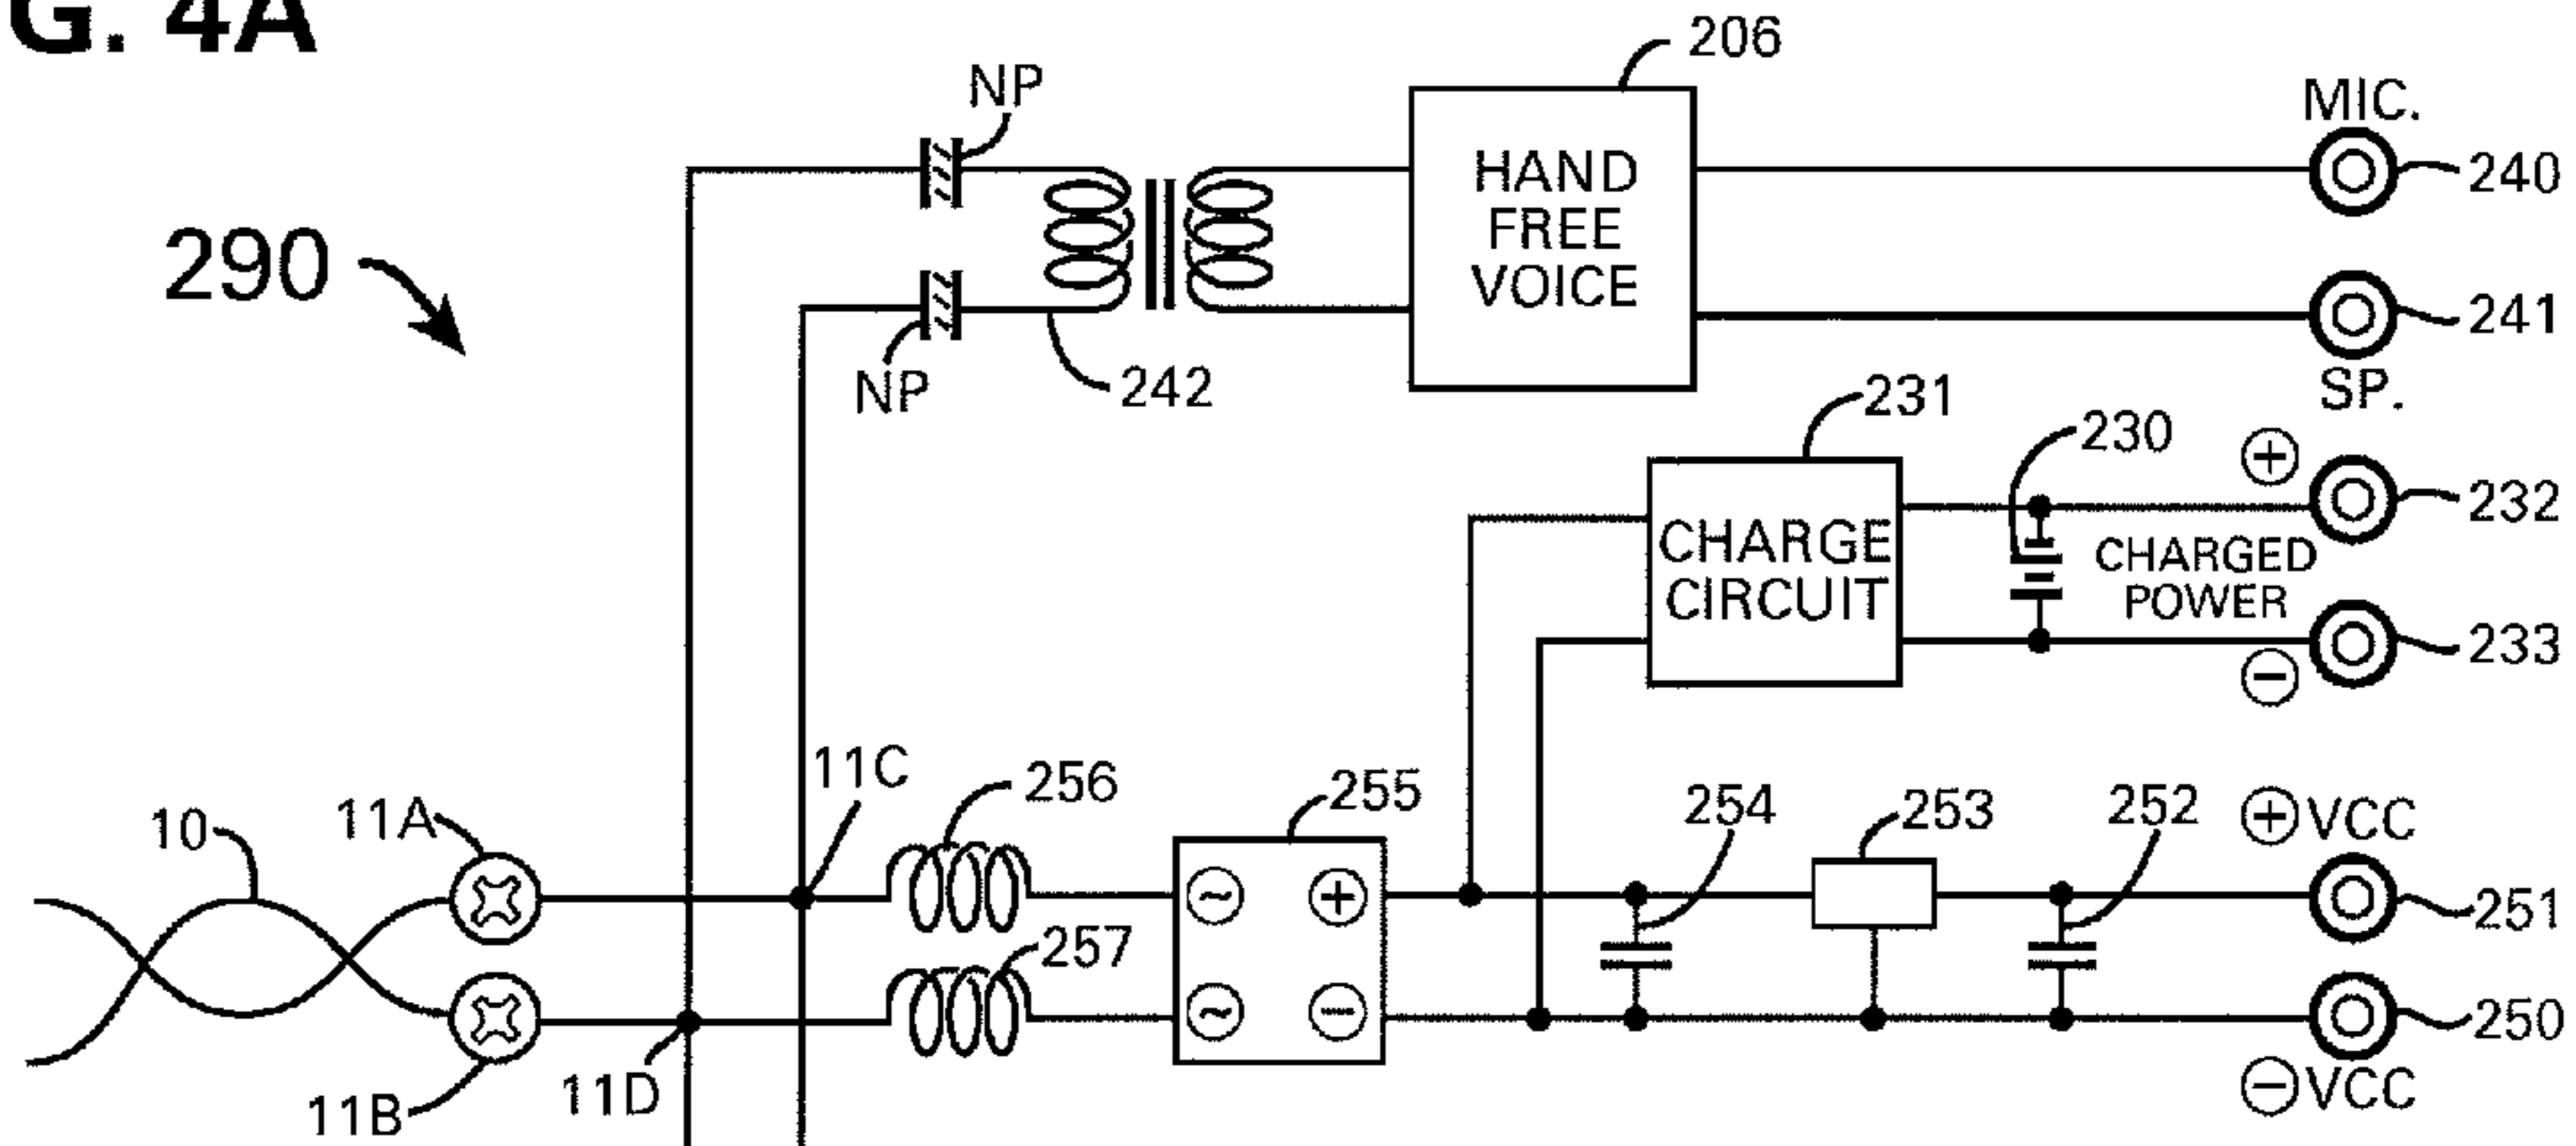 G. 4A
206
NP
MIC.
HAND
FREE
VOICE
240
290
241
NP
242
SP.
231
230
⊕
232
CHARGE
CIRCUIT
CHARGED
POWER
233
⊖
11C
256
255
254
253
252
⊕ VCC
10
11A
~ +
251
257
~ −
250
11D
11B
⊖ VCC